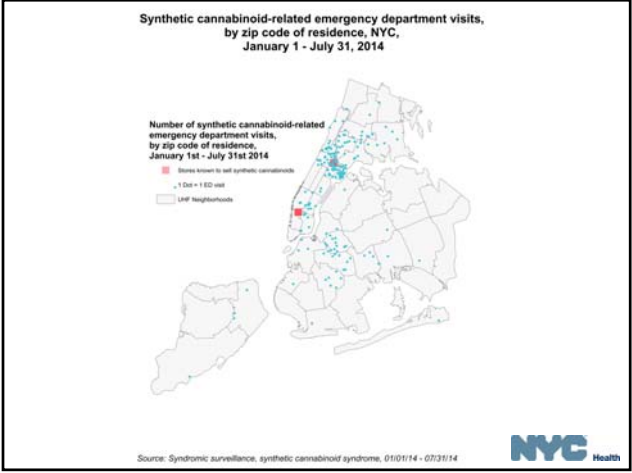 Synthetic cannabinoid-related emergency department visits,
by zip code of residence, NYC,
January 1 - July 31, 2014
Number of synthetic cannabinoid-related
emergency department visits,
by zip code of residence,
January 1st - July 31st 2014
Stores known to sell synthetic cannabinoids
1 Dot = 1 ED visit
UHF Neighborhoods
Source: Syndromic surveillance, synthetic cannabinoid syndrome, 01/01/14 - 07/31/14
NYC Health